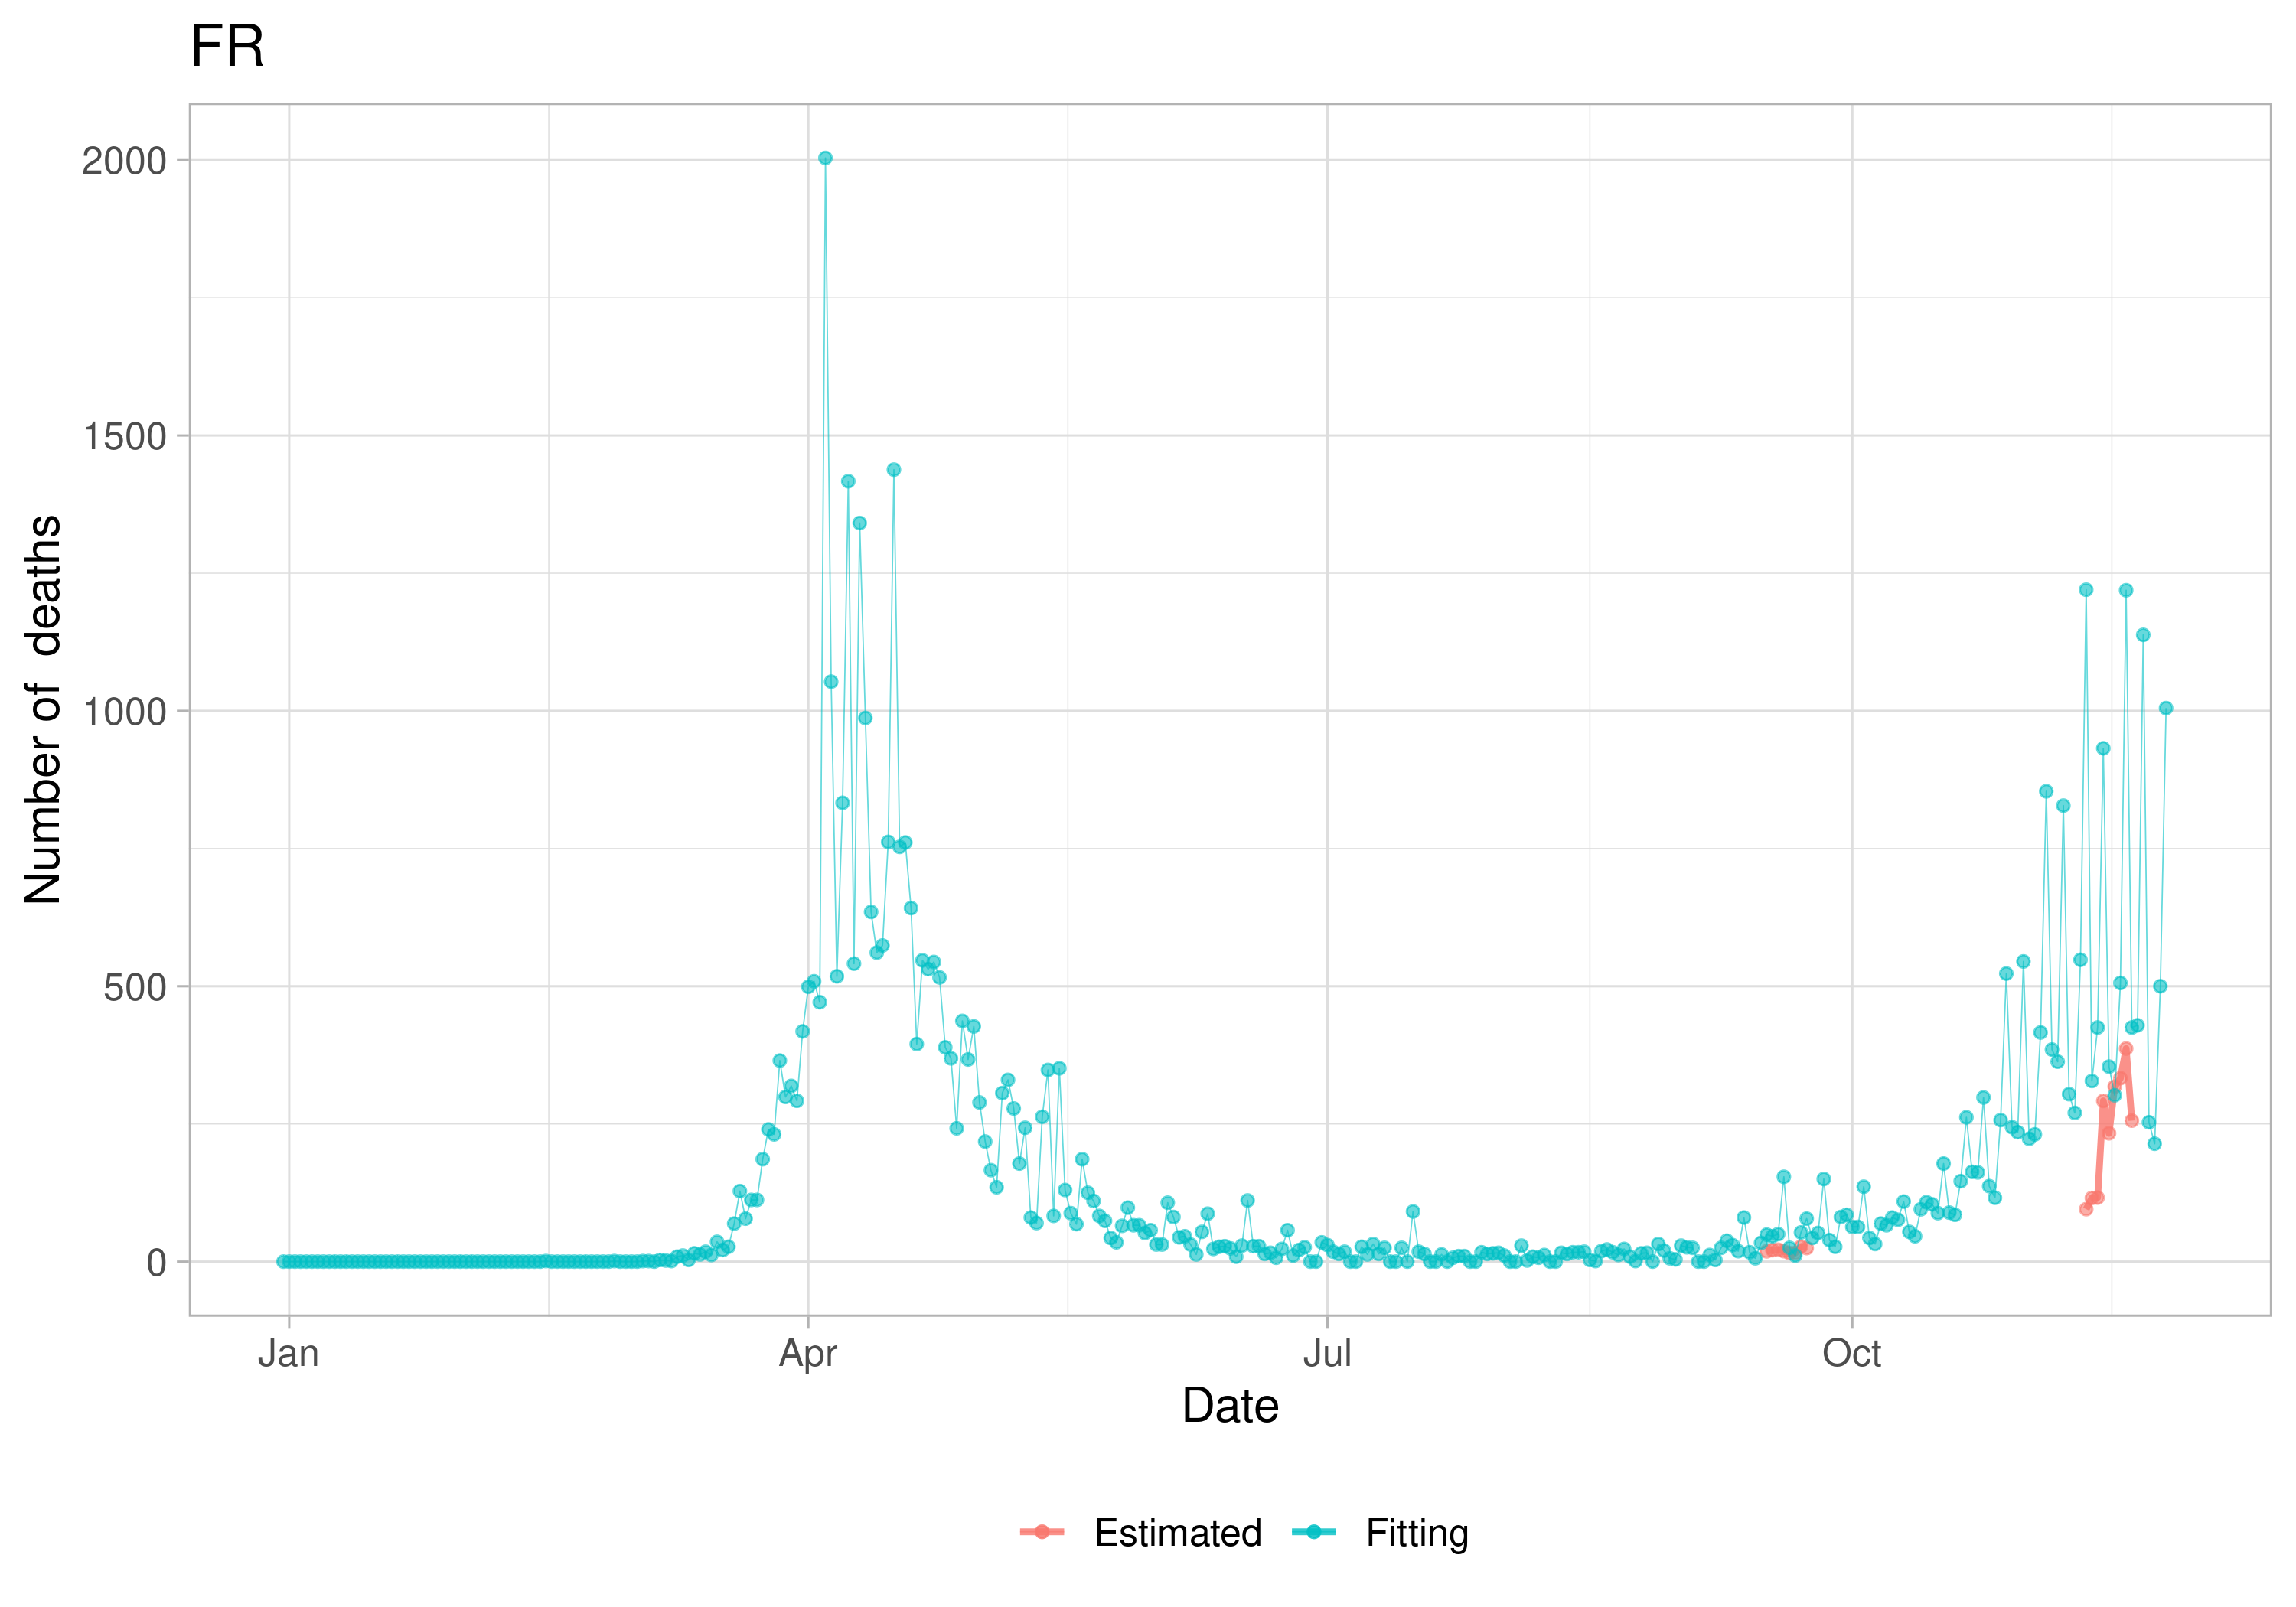 FR
2000
1500
1000
500
0
Number of deaths
Jan
Apr
Jul
Oct
Date
Estimated
Fitting